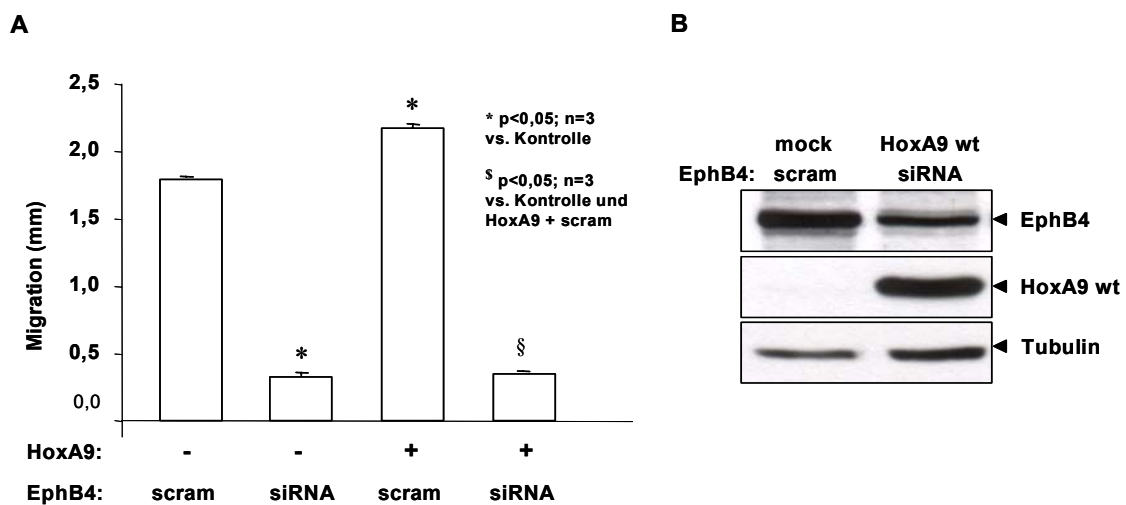 A
2,5
2,0
1,5
1,0
0,5
0,0
Migration (mm)
*
*
§
* p<0,05; n=3
vs. Kontrolle
$ p<0,05; n=3
vs. Kontrolle und
HoxA9 + scram
HoxA9: - - + +
EphB4: scram siRNA scram siRNA
B
mock HoxA9 wt
EphB4: scram siRNA
EphB4
HoxA9 wt
Tubulin